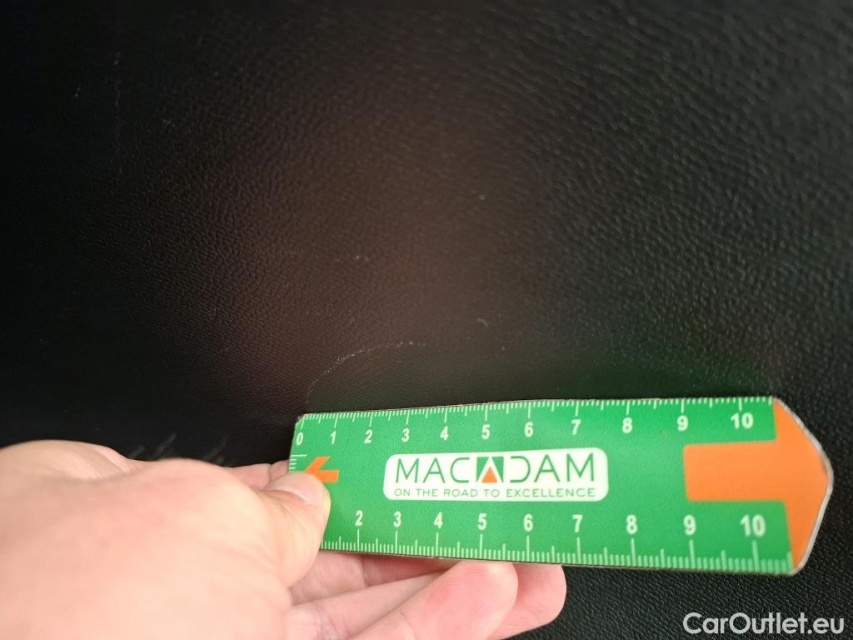 0 1 2 3 4 5 6 7 8 9 10
MACADAM
ON THE ROAD TO EXCELLENCE
2 3 4 5 6 7 8 9 10
CarOutlet.eu